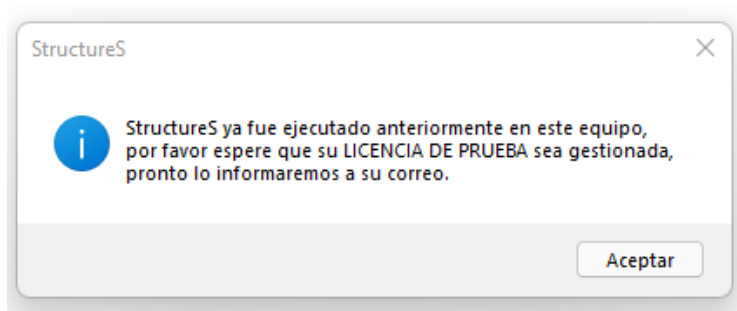 StructureS
StructureS ya fue ejecutado anteriormente en este equipo,
por favor espere que su LICENCIA DE PRUEBA sea gestionada,
pronto lo informaremos a su correo.
Aceptar